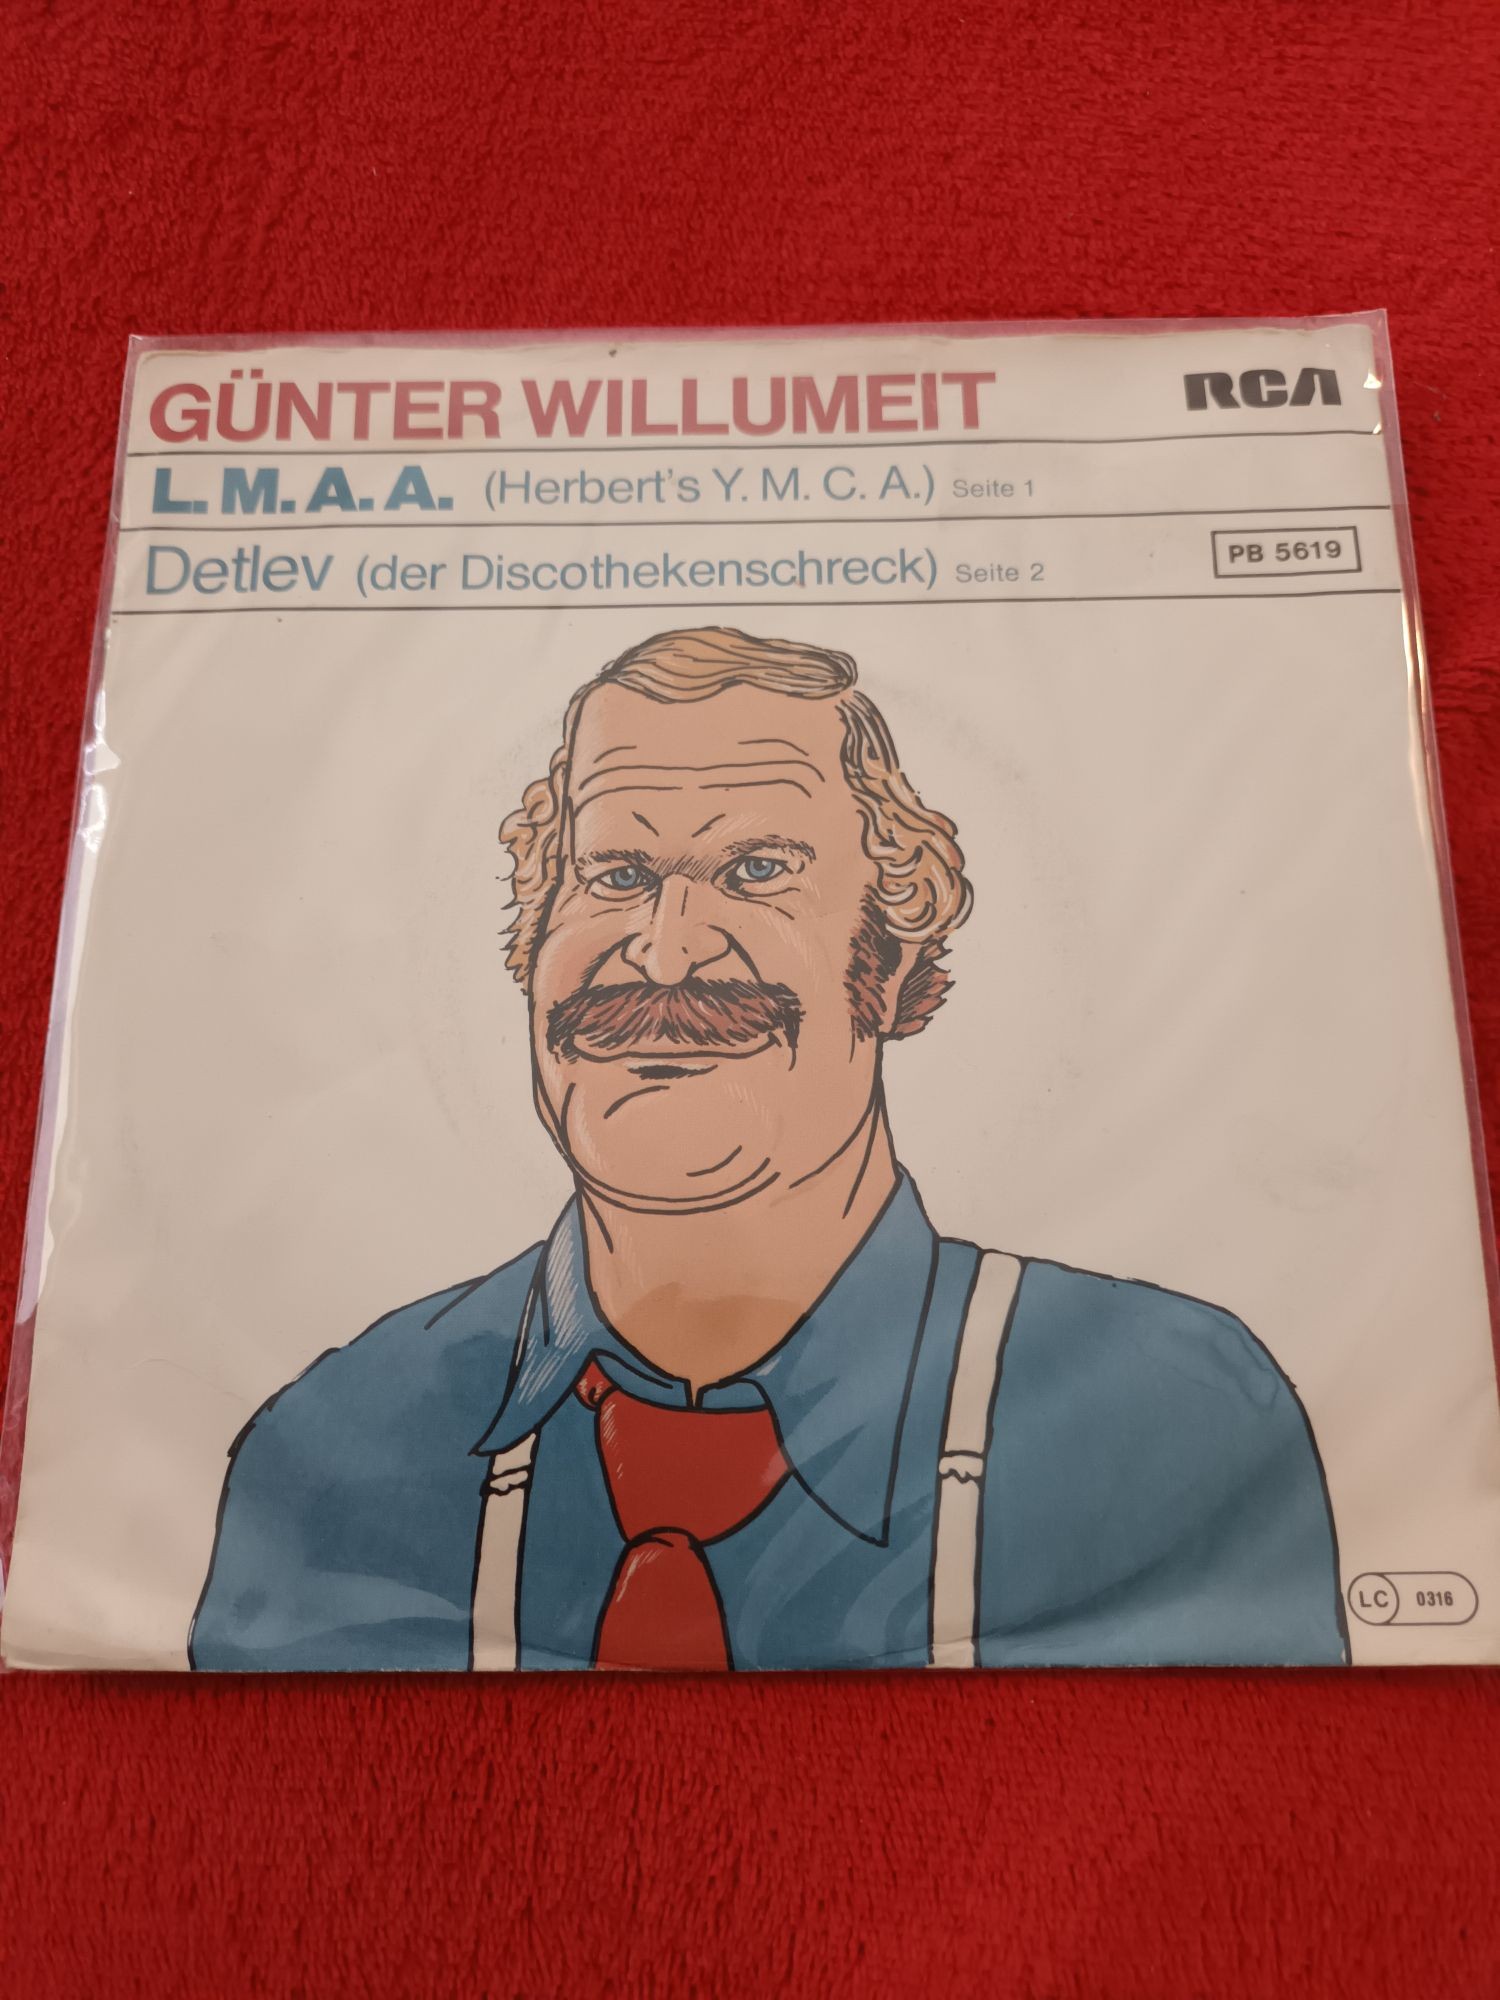 GÜNTER WILLUMEIT
RCA
L. M. A. A. (Herbert's Y. M. C. A.) Seite 1
Detlev (der Discothekenschreck) Seite 2
PB 5619
LC 0316